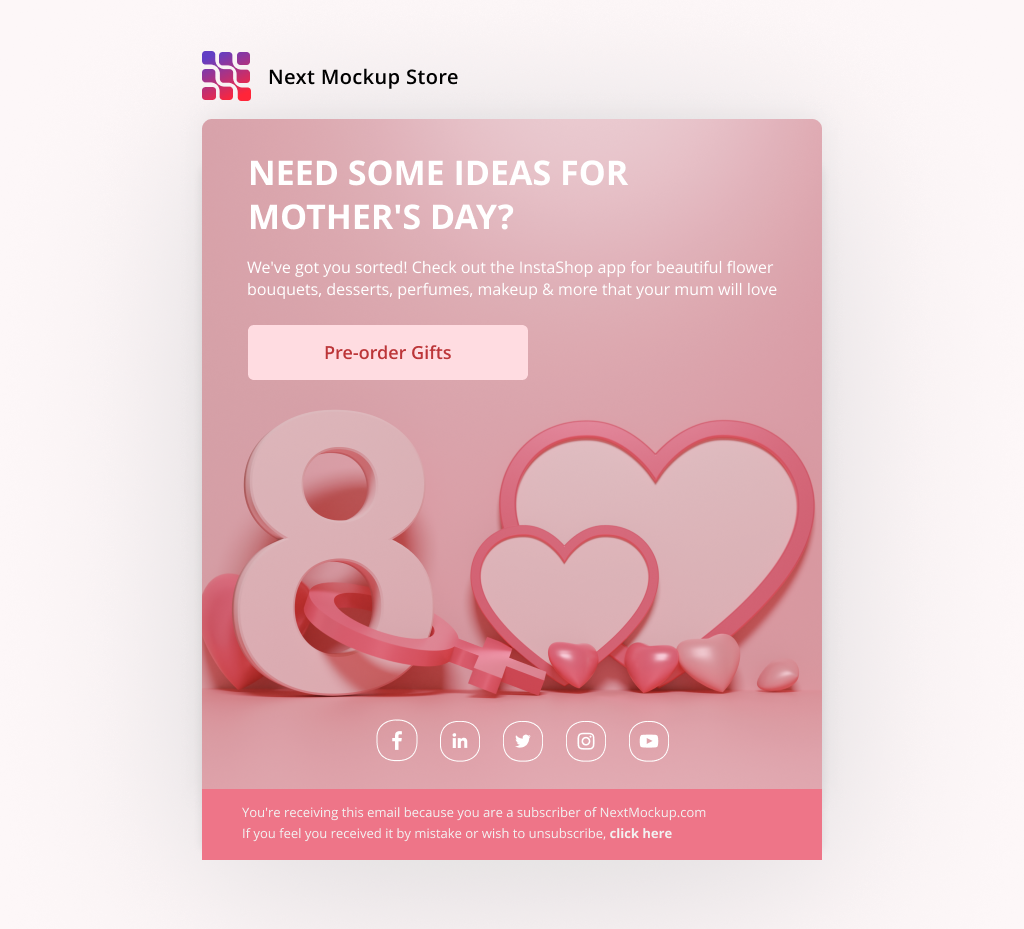 Next Mockup Store
NEED SOME IDEAS FOR
MOTHER'S DAY?
We've got you sorted! Check out the InstaShop app for beautiful flower
bouquets, desserts, perfumes, makeup & more that your mum will love
Pre-order Gifts
8
You're receiving this email because you are a subscriber of NextMockup.com
If you feel you received it by mistake or wish to unsubscribe, click here